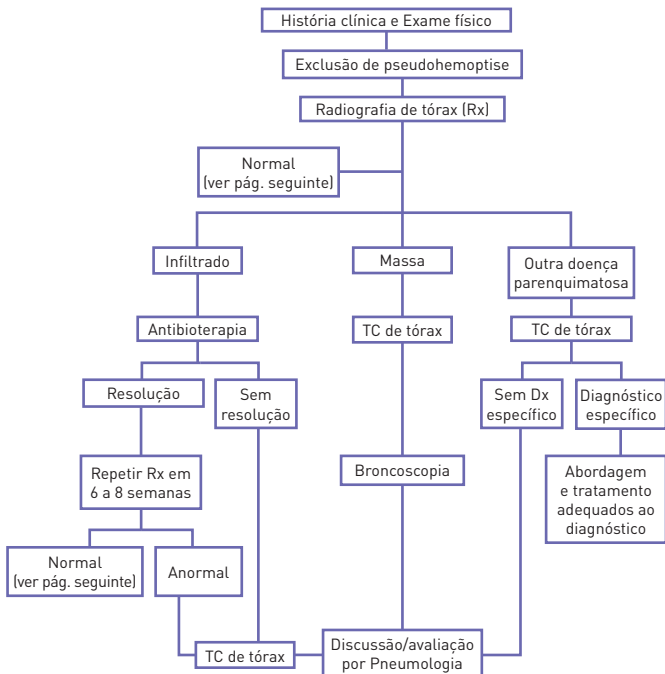 História clínica e Exame físico
Exclusão de pseudohemoptise
Radiografia de tórax (Rx)
Normal
(ver pág. seguinte)
Infiltrado
Massa
Outra doença
parenquimatosa
Antibioterapia
TC de tórax
TC de tórax
Resolução
Sem
resolução
Sem Dx
específico
Diagnóstico
específico
Repetir Rx em
6 a 8 semanas
Broncoscopia
Abordagem
e tratamento
adequados ao
diagnóstico
Normal
(ver pág. seguinte)
Anormal
TC de tórax
Discussão/avaliação
por Pneumologia